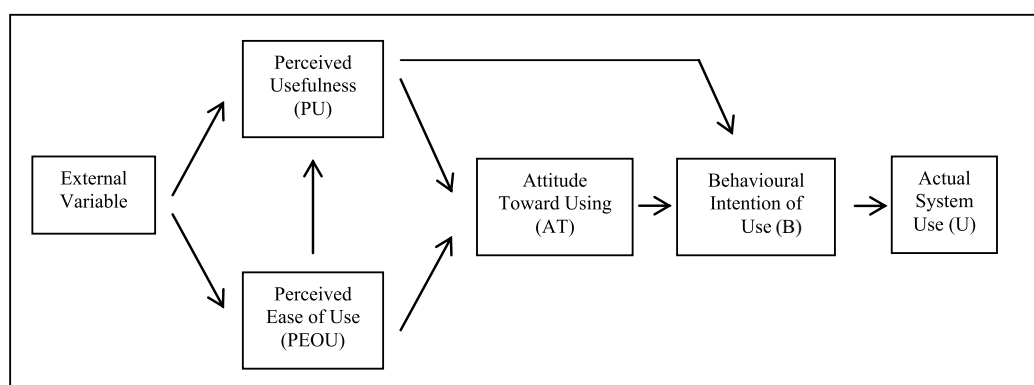 Perceived
Usefulness
(PU)
External
Variable
Perceived
Ease of Use
(PEOU)
Attitude
Toward Using
(AT)
Behavioural
Intention of
Use (B)
Actual
System
Use (U)